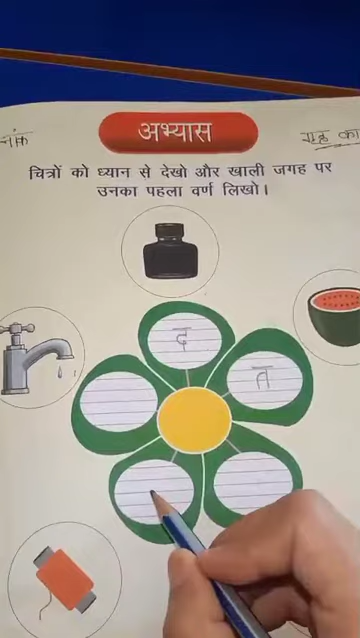 अभ्यास
चित्रों को ध्यान से देखो और खाली जगह पर
उनका पहला वर्ण लिखो।
द
त